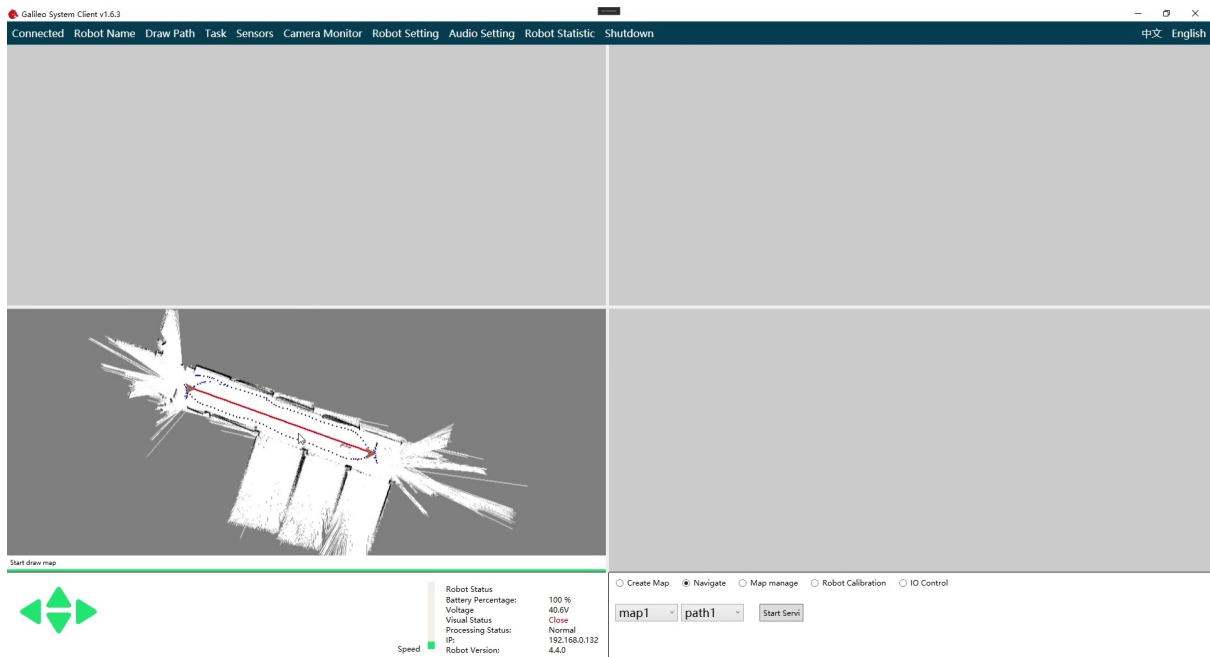 Galileo System Client v1.6.3
Connected Robot Name Draw Path Task Sensors Camera Monitor Robot Setting Audio Setting Robot Statistic Shutdown 中文 English
Start draw map
Robot Status
Battery Percentage: 100 %
Voltage 40.6V
Visual Status Close
Processing Status: Normal
IP: 192.168.0.132
Robot Version: 4.4.0
Speed
Create Map Navigate Map manage Robot Calibration IO Control
map1 path1 Start Servi